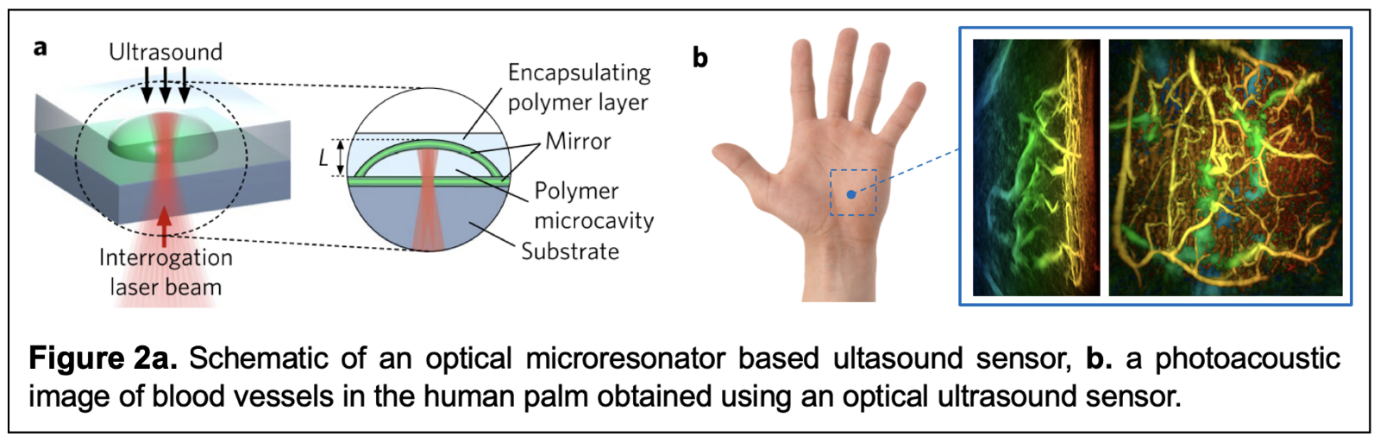 a
Ultrasound
Interrogation
laser beam
L
Encapsulating
polymer layer
Mirror
Polymer
microcavity
Substrate
b
Figure 2a. Schematic of an optical microresonator based ultasound sensor, b. a photoacoustic
image of blood vessels in the human palm obtained using an optical ultrasound sensor.